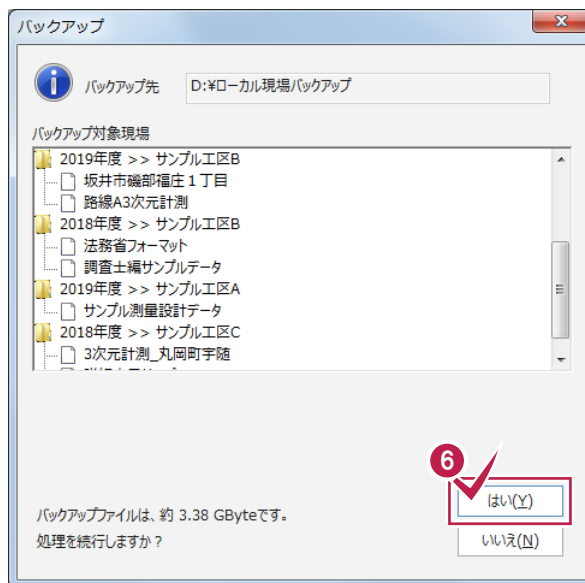 バックアップ
バックアップ先 D:¥ローカル現場バックアップ
バックアップ対象現場
2019年度 >> サンプル工区B
坂井市磯部福庄１丁目
路線A3次元計測
2018年度 >> サンプル工区B
法務省フォーマット
調査士編サンプルデータ
2019年度 >> サンプル工区A
サンプル測量設計データ
2018年度 >> サンプル工区C
3次元計測_丸岡町宇随
6
はい(Y)
バックアップファイルは、約 3.38 GByteです。
処理を続行しますか？
いいえ(N)